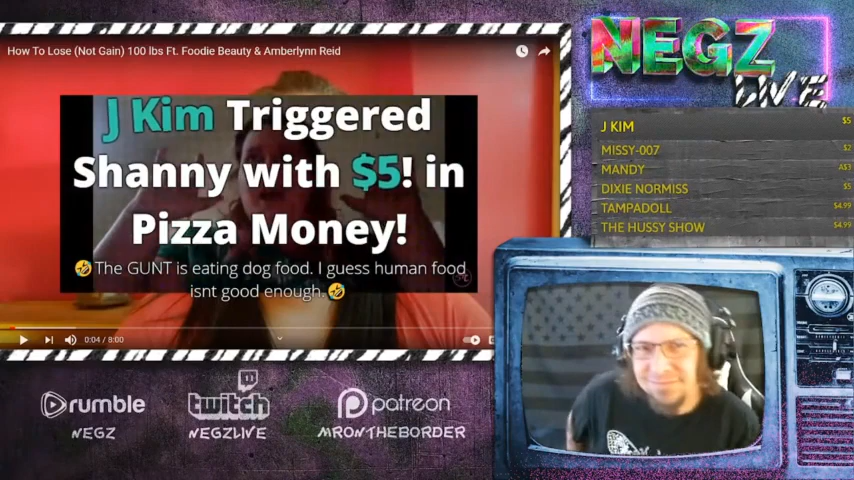 How To Lose (Not Gain) 100 lbs Ft. Foodie Beauty & Amberlynn Reid
J Kim Triggered
Shanny with $5! in
Pizza Money!
🤣The GUNT is eating dog food. I guess human food
isnt good enough.🤣
0:04 / 8:00
NEGZ
LIVE
J KIM $5
MISSY-007 $2
MANDY A$3
DIXIE NORMISS $5
TAMPADOLL $4.99
THE HUSSY SHOW $4.99
rumble
NEGZ
twitch
NEGZLIVE
patreon
MRONTHEBORDER